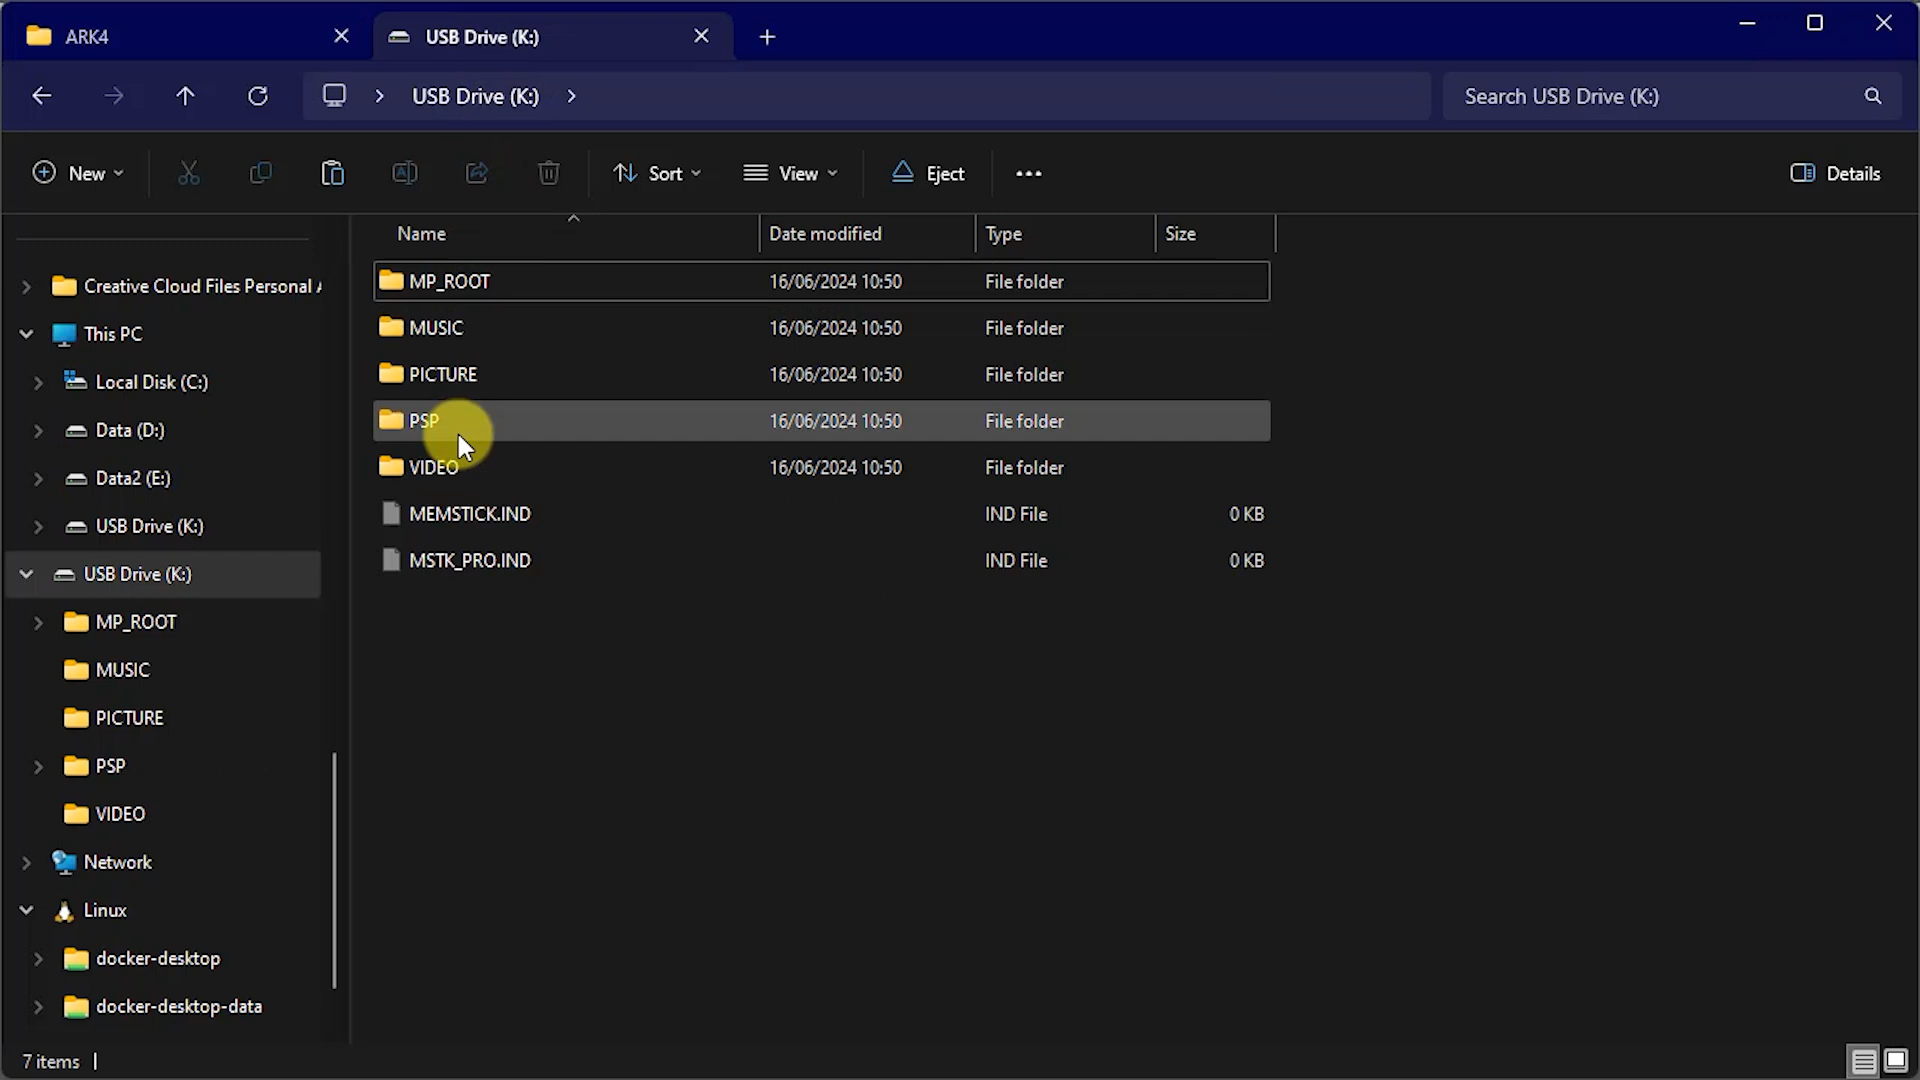 ARK4
USB Drive (K:)
USB Drive (K:)
Search USB Drive (K:)
New
Sort
View
Eject
Details
Name Date modified Type Size
MP_ROOT 16/06/2024 10:50 File folder
MUSIC 16/06/2024 10:50 File folder
PICTURE 16/06/2024 10:50 File folder
PSP 16/06/2024 10:50 File folder
VIDEO 16/06/2024 10:50 File folder
MEMSTICK.IND IND File 0 KB
MSTK_PRO.IND IND File 0 KB
Creative Cloud Files Personal A
This PC
Local Disk (C:)
Data (D:)
Data2 (E:)
USB Drive (K:)
USB Drive (K:)
MP_ROOT
MUSIC
PICTURE
PSP
VIDEO
Network
Linux
docker-desktop
docker-desktop-data
7 items